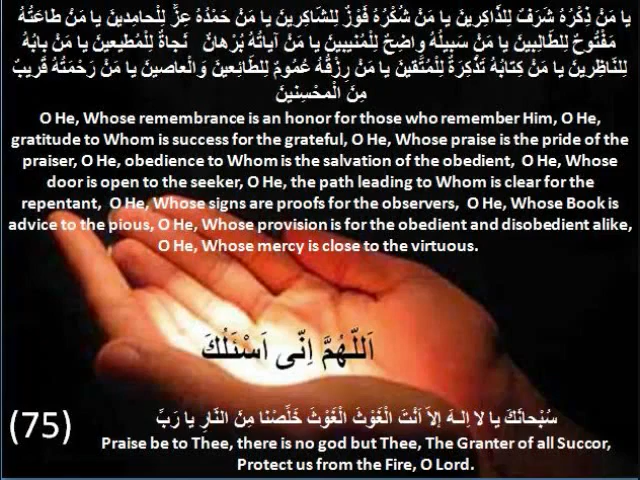 يا مَنْ ذِكْرُهُ شَرَفٌ لِلذَّاكِرينَ يا مَنْ شُكْرُهُ فَوْزٌ لِلشَّاكِرينَ يا مَنْ حَمْدُهُ عِزٌّ لِلْحامِدينَ يا مَنْ طاعَتُهُ
مَفْتُوحٌ لِلطَّالِبينَ يا مَنْ سَبيلُهُ واضِحٌ لِلْمُنْيبينَ يا مَنْ آياتُهُ بُرْهانٌ نَجاةٌ لِلْمُطيعينَ يا مَنْ بابُهُ
لِلنَّاظِرينَ يا مَنْ كِتابُهُ تَذْكِرَةٌ لِلْمُتَّقينَ يا مَنْ رِزْقُهُ عُمُومٌ لِلطَّائِعينَ وَالْعاصينَ يا مَنْ رَحْمَتُهُ قَريبٌ
مِنَ الْمُحْسِنينَ
O He, Whose remembrance is an honor for those who remember Him, O He,
gratitude to Whom is success for the grateful, O He, Whose praise is the pride of the
praiser, O He, obedience to Whom is the salvation of the obedient, O He, Whose
door is open to the seeker, O He, the path leading to Whom is clear for the
repentant, O He, Whose signs are proofs for the observers, O He, Whose Book is
advice to the pious, O He, Whose provision is for the obedient and disobedient alike,
O He, Whose mercy is close to the virtuous.
اَللّهُمَّ اِنّى اَسْئَلُكَ
سُبْحانَكَ يا لا اِلـهَ اِلاّ اَنْتَ الْغَوْثَ الْغَوْثَ خَلِّصْنا مِنَ النّارِ يا رَبِّ
(75)
Praise be to Thee, there is no god but Thee, The Granter of all Succor,
Protect us from the Fire, O Lord.